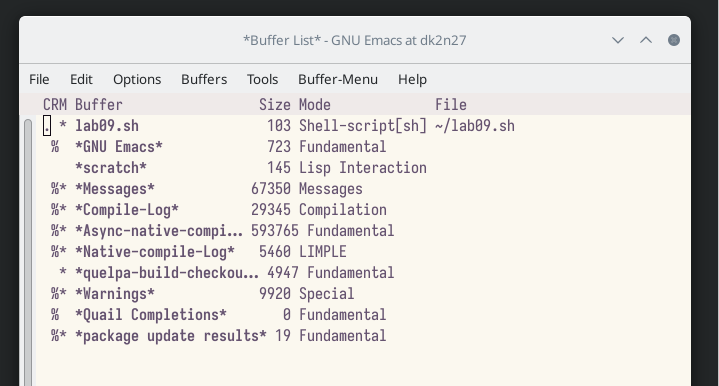 *Buffer List* - GNU Emacs at dk2n27
File Edit Options Buffers Tools Buffer-Menu Help
CRM Buffer Size Mode File
. * lab09.sh 103 Shell-script[sh] ~/lab09.sh
% *GNU Emacs* 723 Fundamental
*scratch* 145 Lisp Interaction
%* *Messages* 67350 Messages
%* *Compile-Log* 29345 Compilation
%* *Async-native-compi... 593765 Fundamental
%* *Native-compile-Log* 5460 LIMPLE
* *quelpa-build-checkou... 4947 Fundamental
%* *Warnings* 9920 Special
% *Quail Completions* 0 Fundamental
%* *package update results* 19 Fundamental